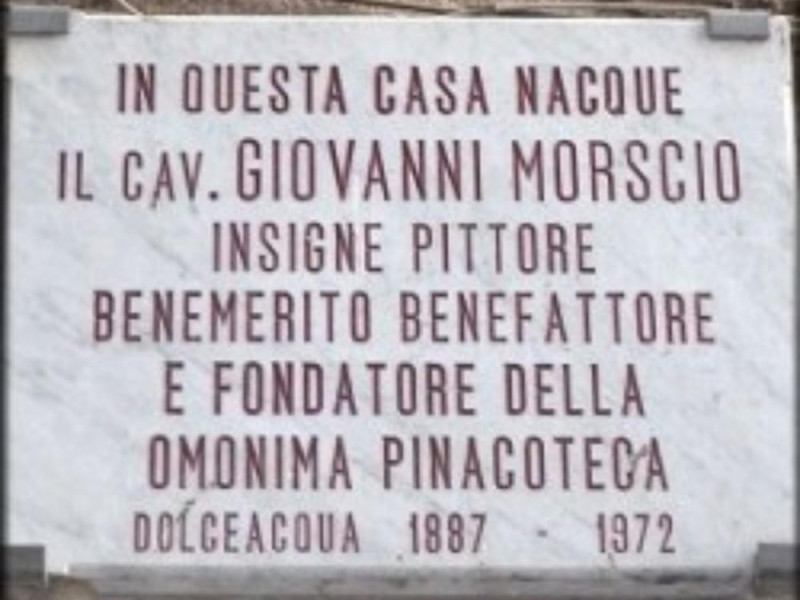 IN QUESTA CASA NACQUE
IL CAV. GIOVANNI MORSCIO
INSIGNE PITTORE
BENEMERITO BENEFATTORE
E FONDATORE DELLA
OMONIMA PINACOTECA
DOLCEACQUA 1887 - 1972